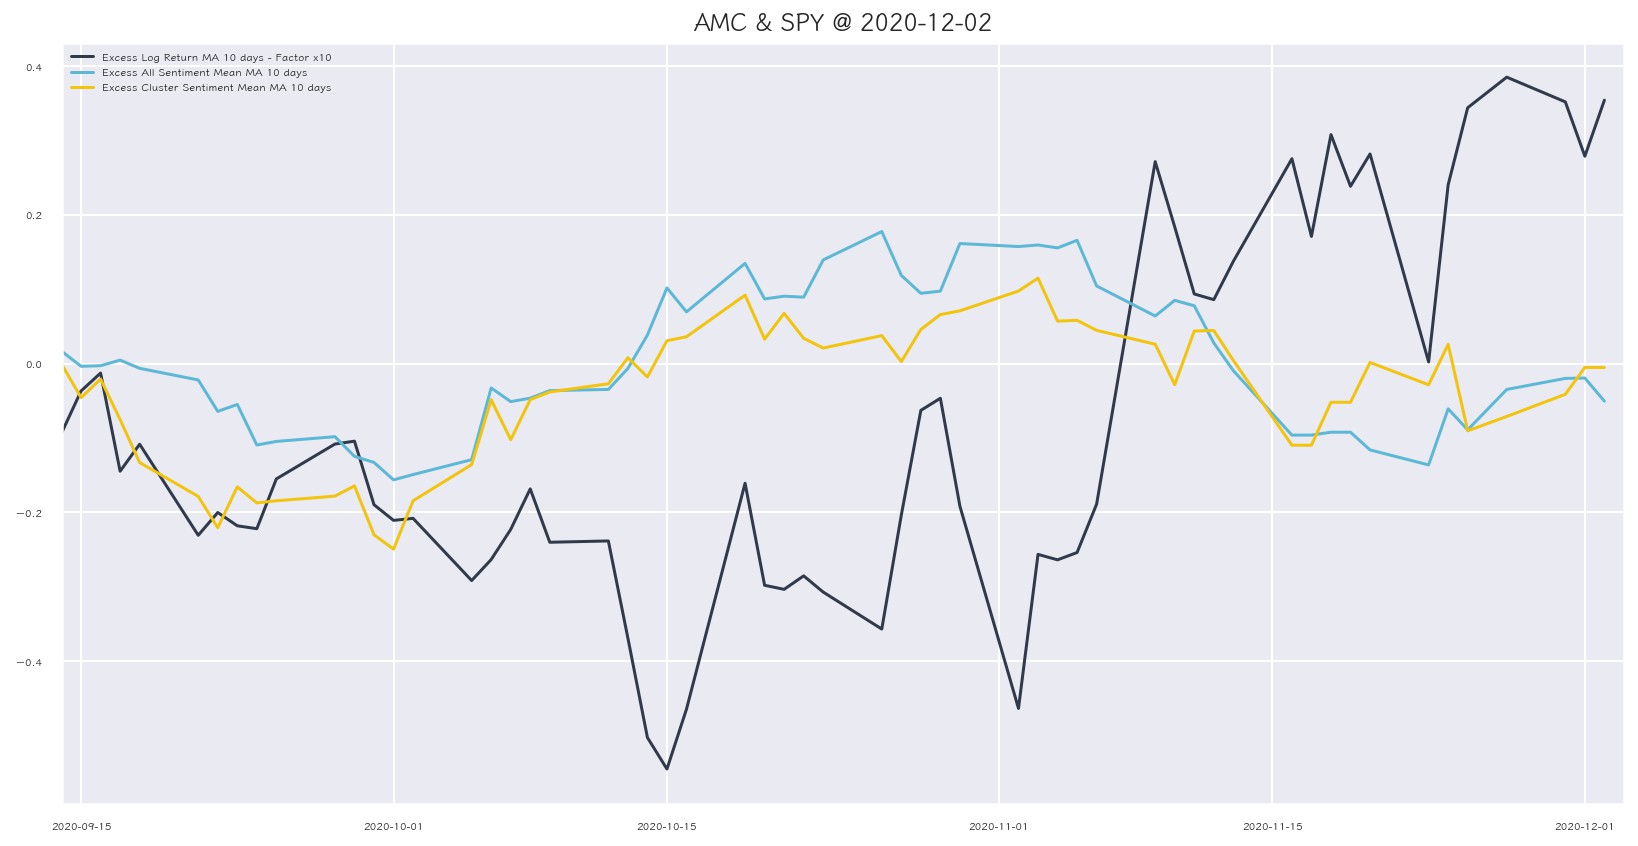 AMC & SPY @ 2020-12-02
Excess Log Return MA 10 days - Factor x10
Excess All Sentiment Mean MA 10 days
Excess Cluster Sentiment Mean MA 10 days
0.4
0.2
0.0
−0.2
−0.4
2020-09-15 2020-10-01 2020-10-15 2020-11-01 2020-11-15 2020-12-01